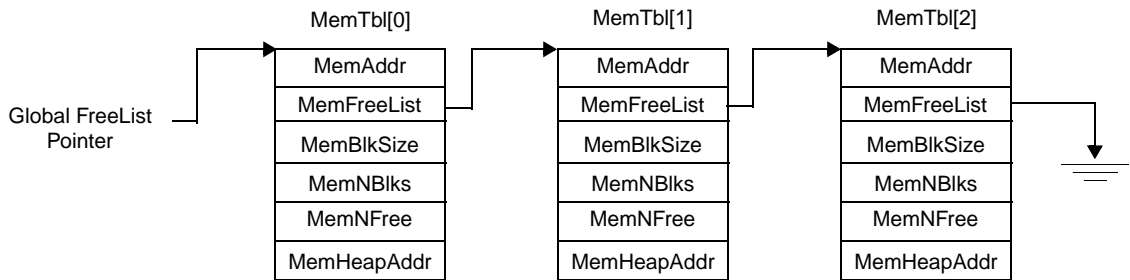 MemTbl[0]
MemTbl[1]
MemTbl[2]
Global FreeList
Pointer
MemAddr
MemFreeList
MemBlkSize
MemNBlks
MemNFree
MemHeapAddr
MemAddr
MemFreeList
MemBlkSize
MemNBlks
MemNFree
MemHeapAddr
MemAddr
MemFreeList
MemBlkSize
MemNBlks
MemNFree
MemHeapAddr